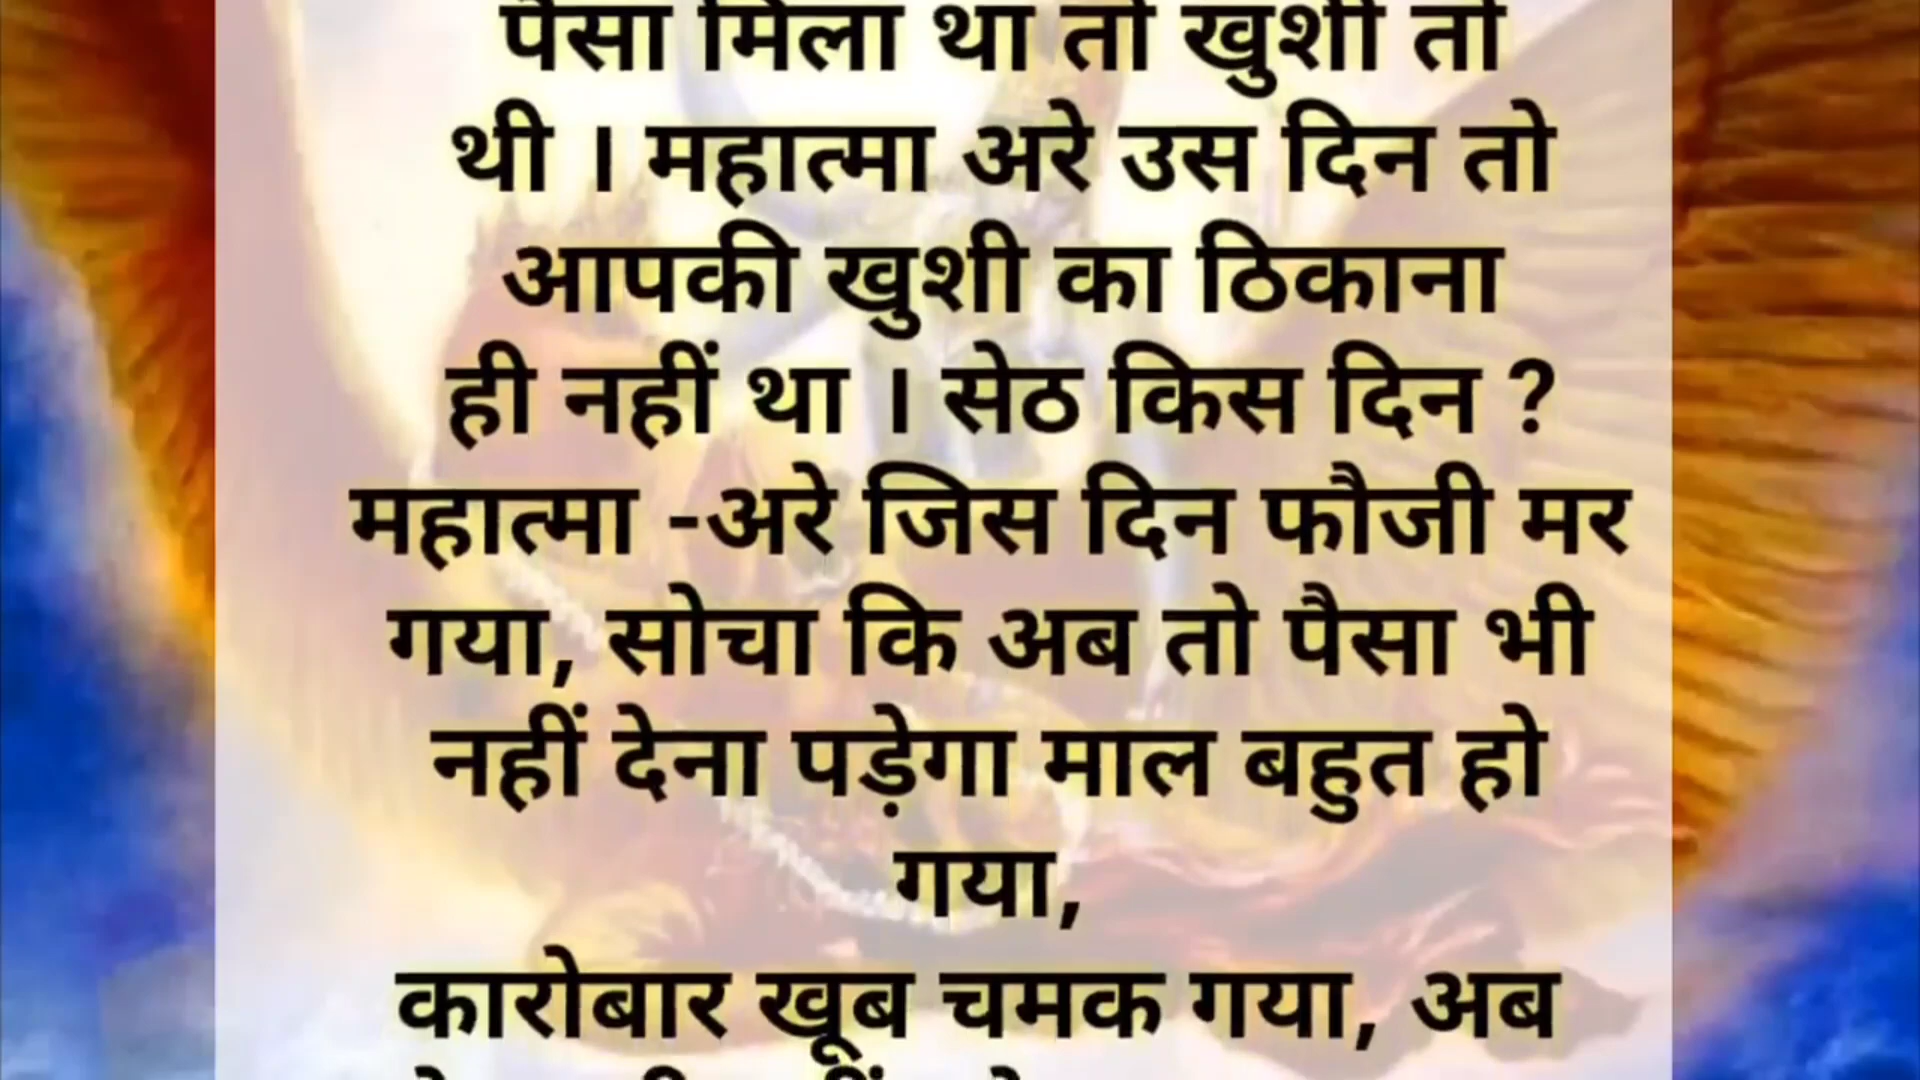 पैसा मिला था तो खुशी तो
थी । महात्मा अरे उस दिन तो
आपकी खुशी का ठिकाना
ही नहीं था । सेठ किस दिन ?
महात्मा -अरे जिस दिन फौजी मर
गया, सोचा कि अब तो पैसा भी
नहीं देना पड़ेगा माल बहुत हो
गया,
कारोबार खूब चमक गया, अब